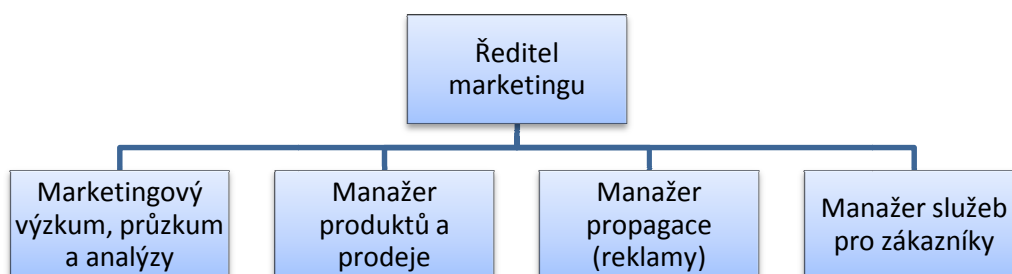 Ředitel
marketingu
Marketingový
výzkum, průzkum
a analýzy
Manažer
produktů a
prodeje
Manažer
propagace
(reklamy)
Manažer služeb
pro zákazníky